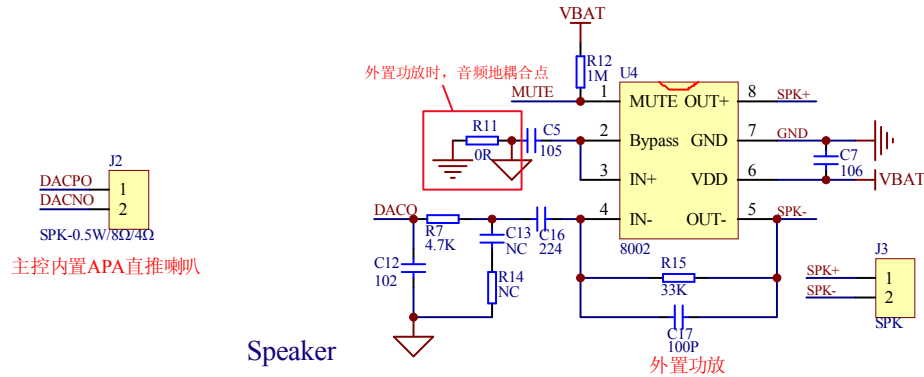 VBAT
R12
1M
U4
外置功放时，音频地耦合点
MUTE
1
MUTE
OUT+
8
SPK+
R11
0R
C5
105
2
Bypass
GND
7
GND
C7
106
3
IN+
VDD
6
VBAT
J2
DACPO
1
DACNO
2
SPK-0.5W/8Ω/4Ω
主控内置APA直推喇叭
DACO
R7
4.7K
C13
NC
C16
224
4
IN-
OUT-
5
SPK-
8002
C12
102
R14
NC
R15
33K
C17
100P
J3
SPK+
1
SPK-
2
SPK
Speaker
外置功放